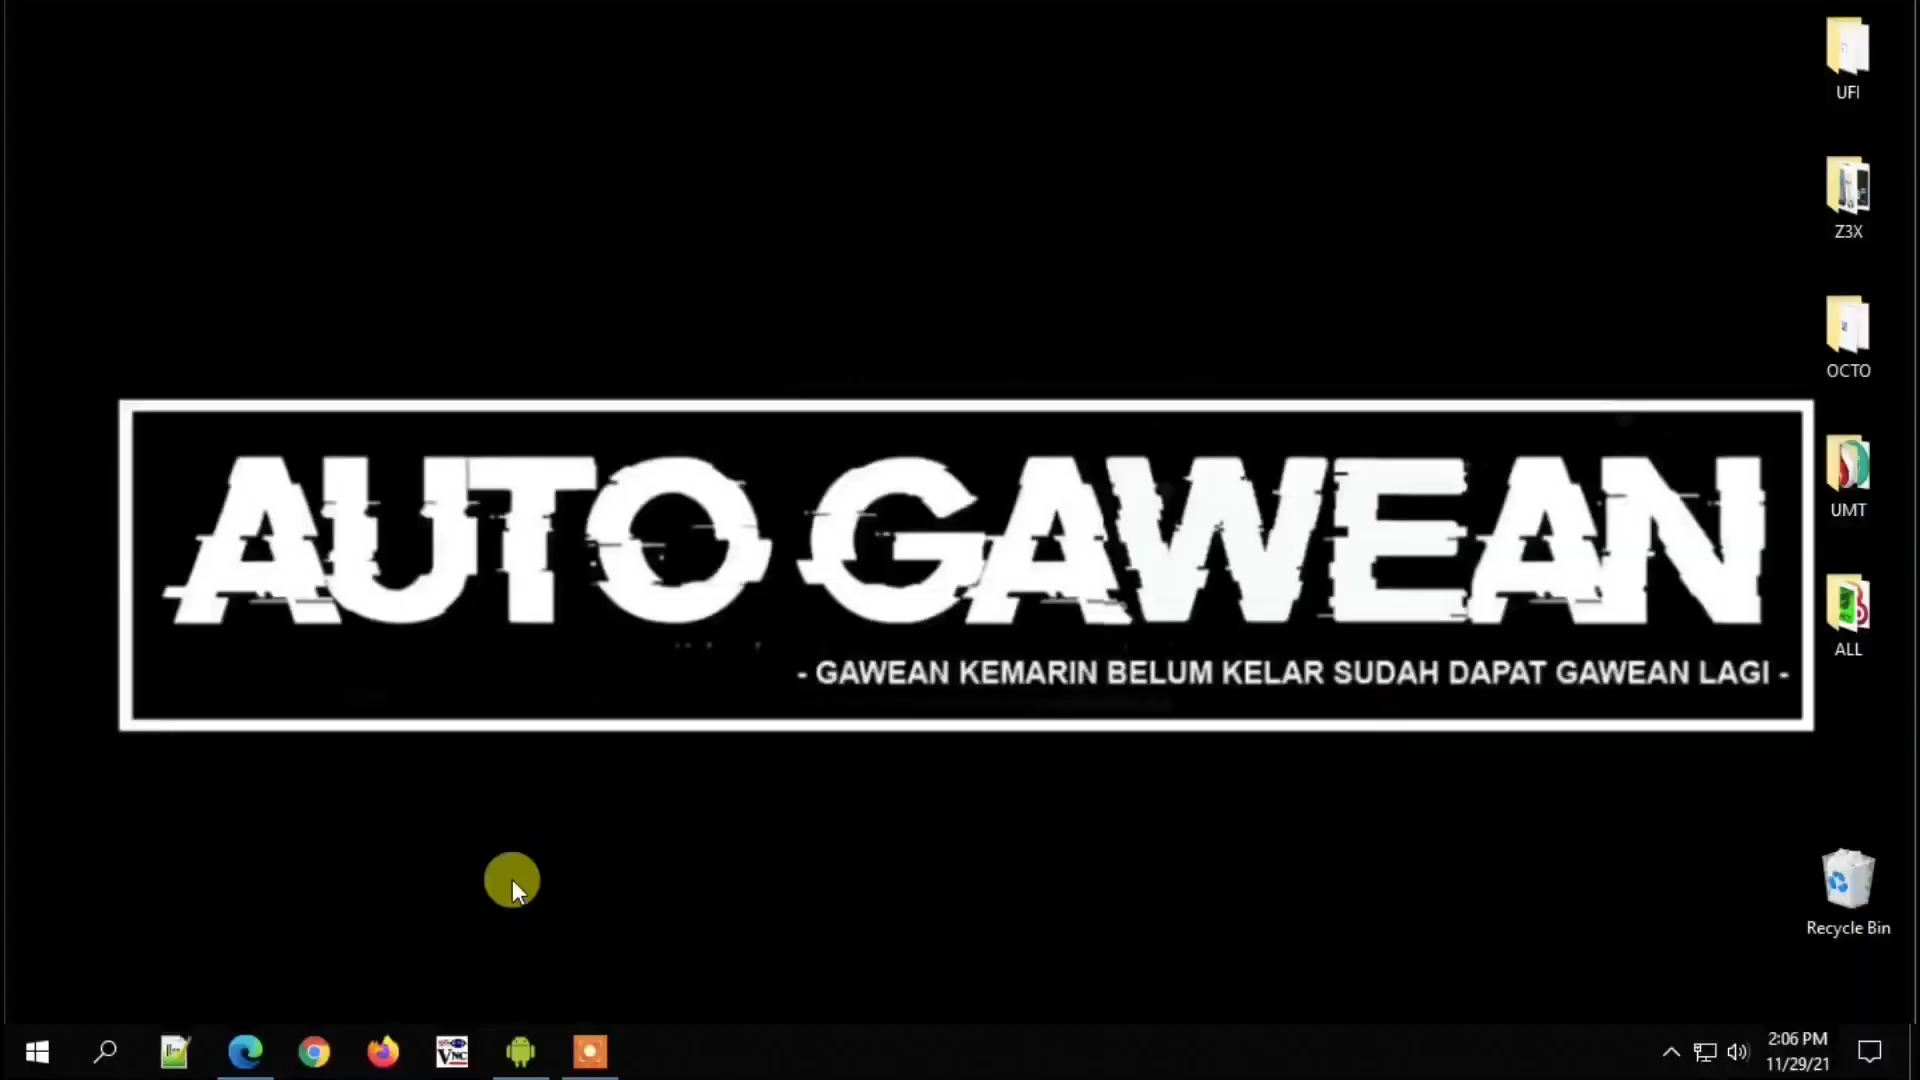 UFI
Z3X
OCTO
AUTO GAWEAN
- GAWEAN KEMARIN BELUM KELAR SUDAH DAPAT GAWEAN LAGI -
UMT
ALL
Recycle Bin
VNC
2:06 PM
11/29/21